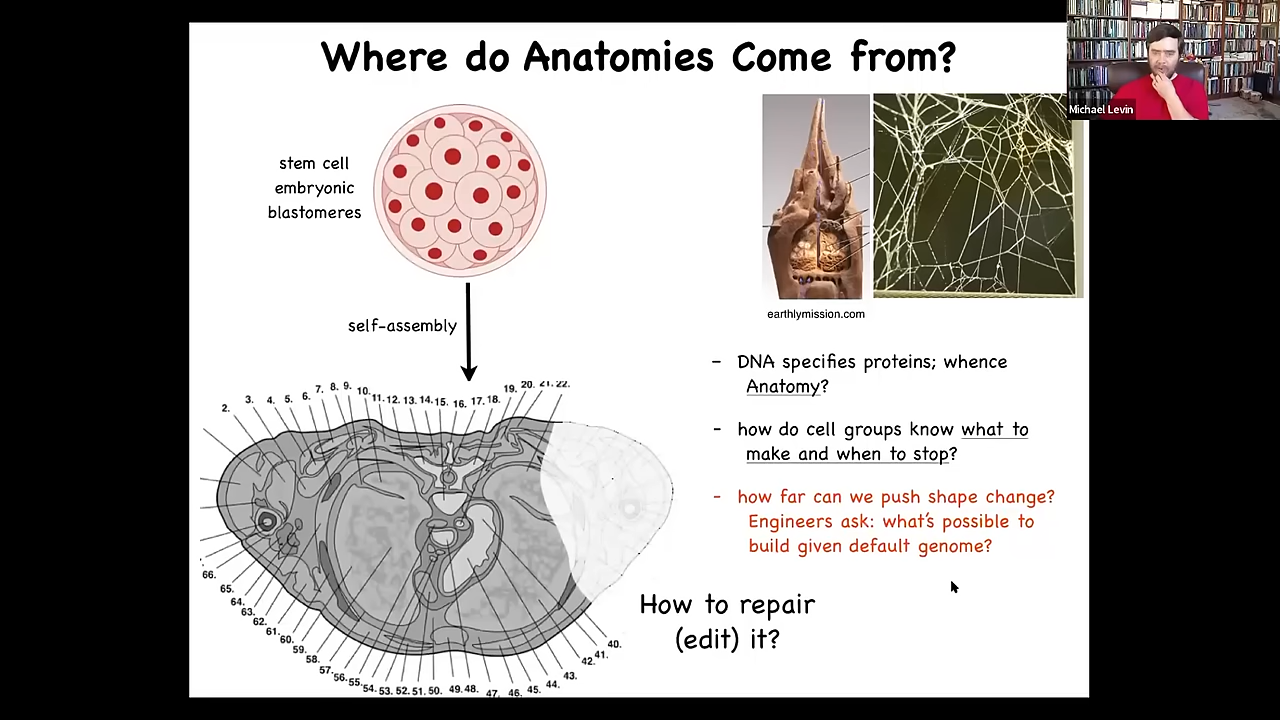 Where do Anatomies Come from?
Michael Levin
stem cell
embryonic
blastomeres
self-assembly
earthlymission.com
– DNA specifies proteins; whence
Anatomy?
- how do cell groups know what to
make and when to stop?
- how far can we push shape change?
Engineers ask: what's possible to
build given default genome?
2. 3. 4. 5. 6. 7. 8. 9. 10. 11. 12. 13. 14. 15. 16. 17. 18. 19. 20. 21. 22.
66.
65.
64.
63.
62.
61.
60.
59.
58.
57.
56. 55. 54. 53. 52. 51. 50. 49. 48. 47. 46. 45. 44. 43.
42. 41.
40.
How to repair
(edit) it?